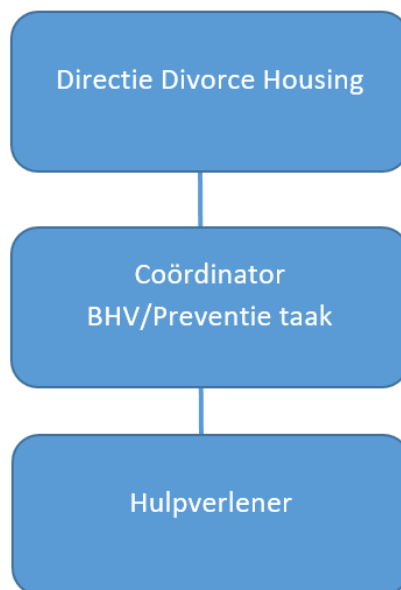 Directie Divorce Housing
Coördinator
BHV/Preventie taak
Hulpverlener